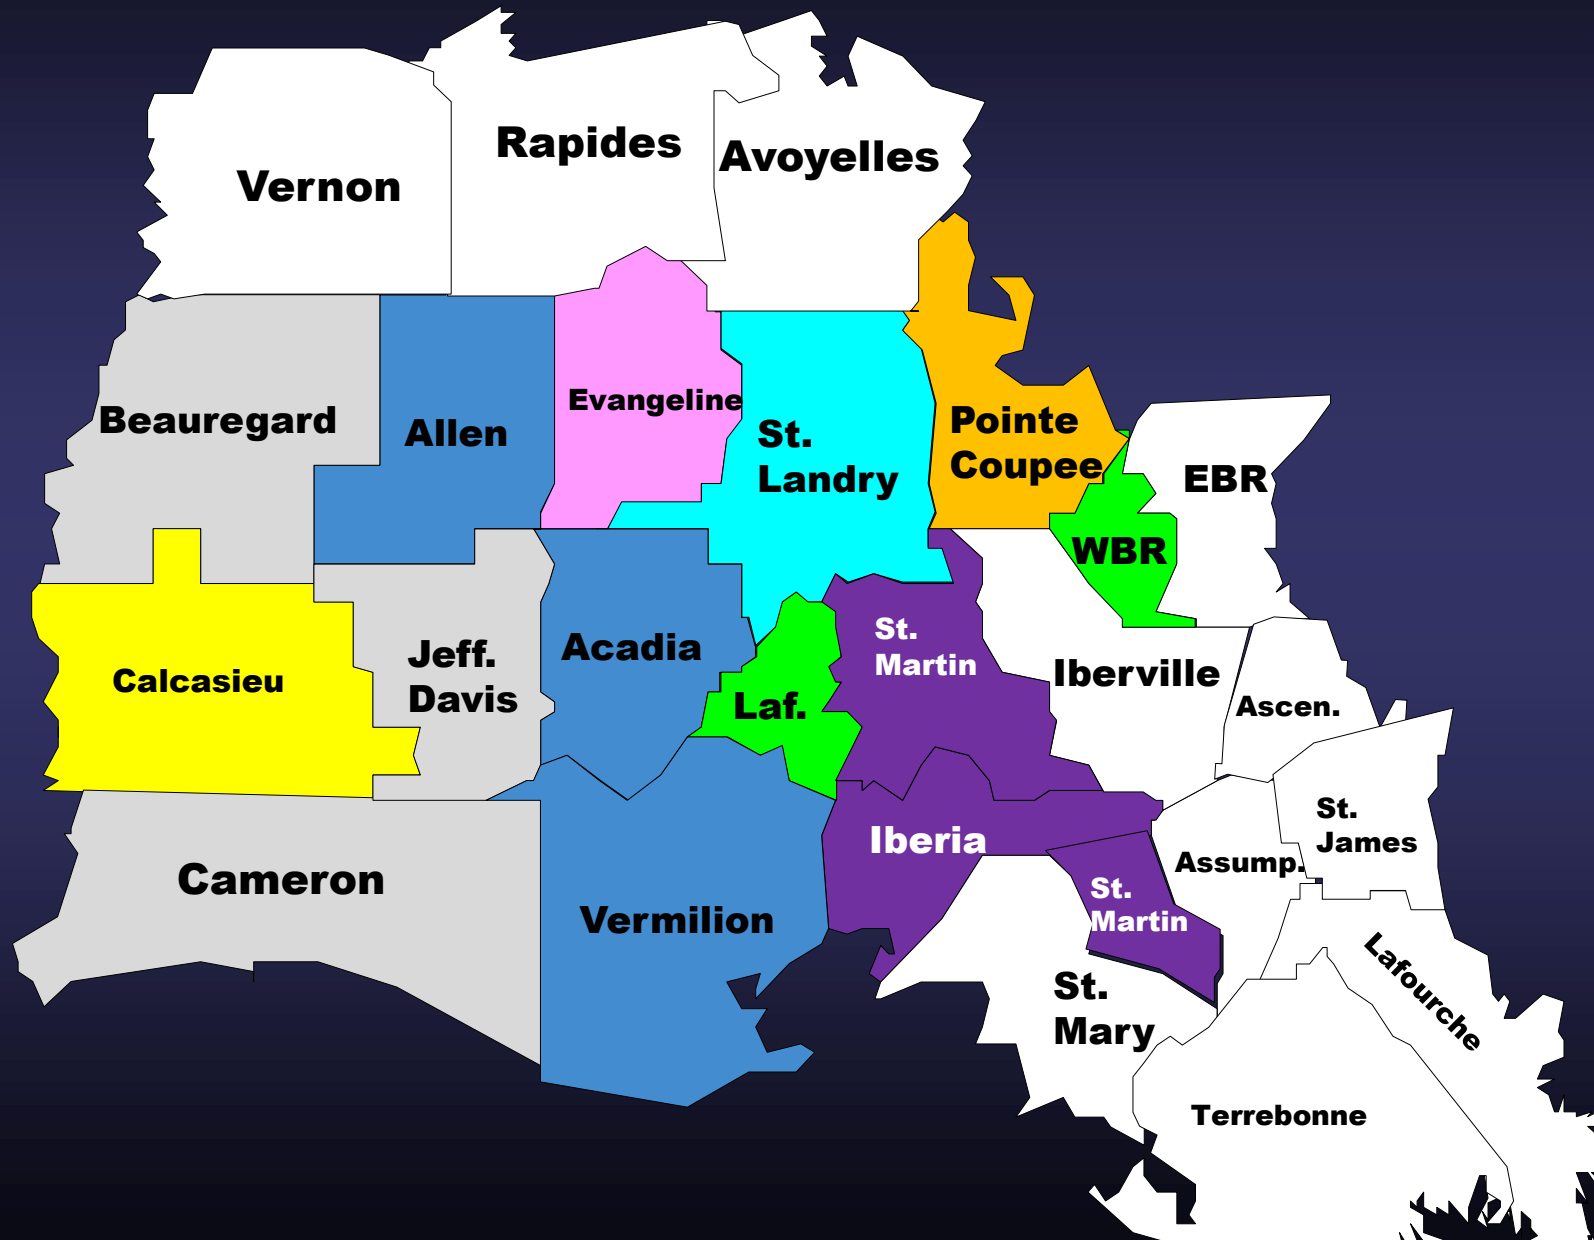 Rapides
Avoyelles
Vernon
Evangeline
Beauregard
Allen
St.
Landry
Pointe
Coupee
EBR
WBR
St.
Martin
Acadia
Jeff.
Davis
Calcasieu
Iberville
Laf.
Ascen.
St.
James
Iberia
Assump.
Cameron
St.
Martin
Vermilion
Lafourche
St.
Mary
Terrebonne